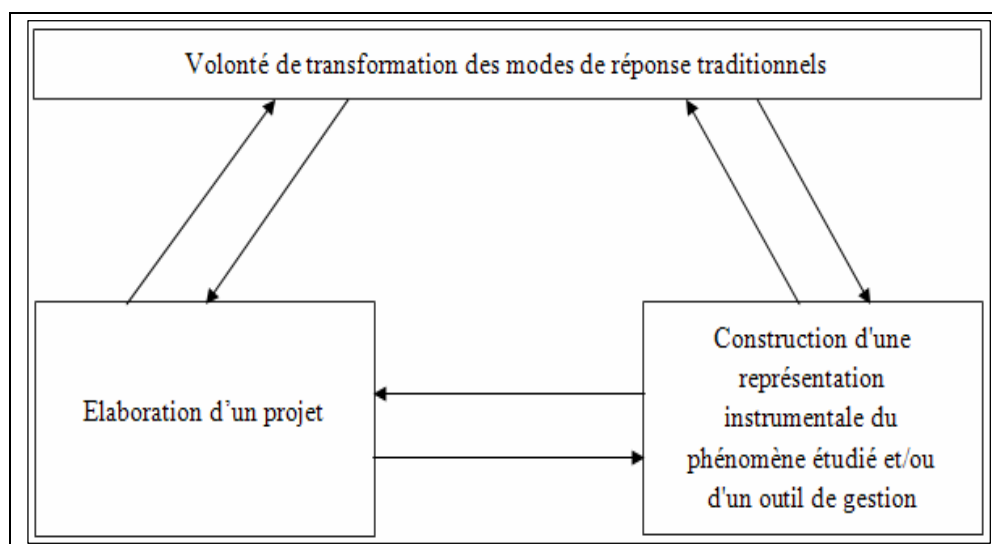 Volonté de transformation des modes de réponse traditionnels
Elaboration d’un projet
Construction d'une
représentation
instrumentale du
phénomène étudié et/ou
d'un outil de gestion